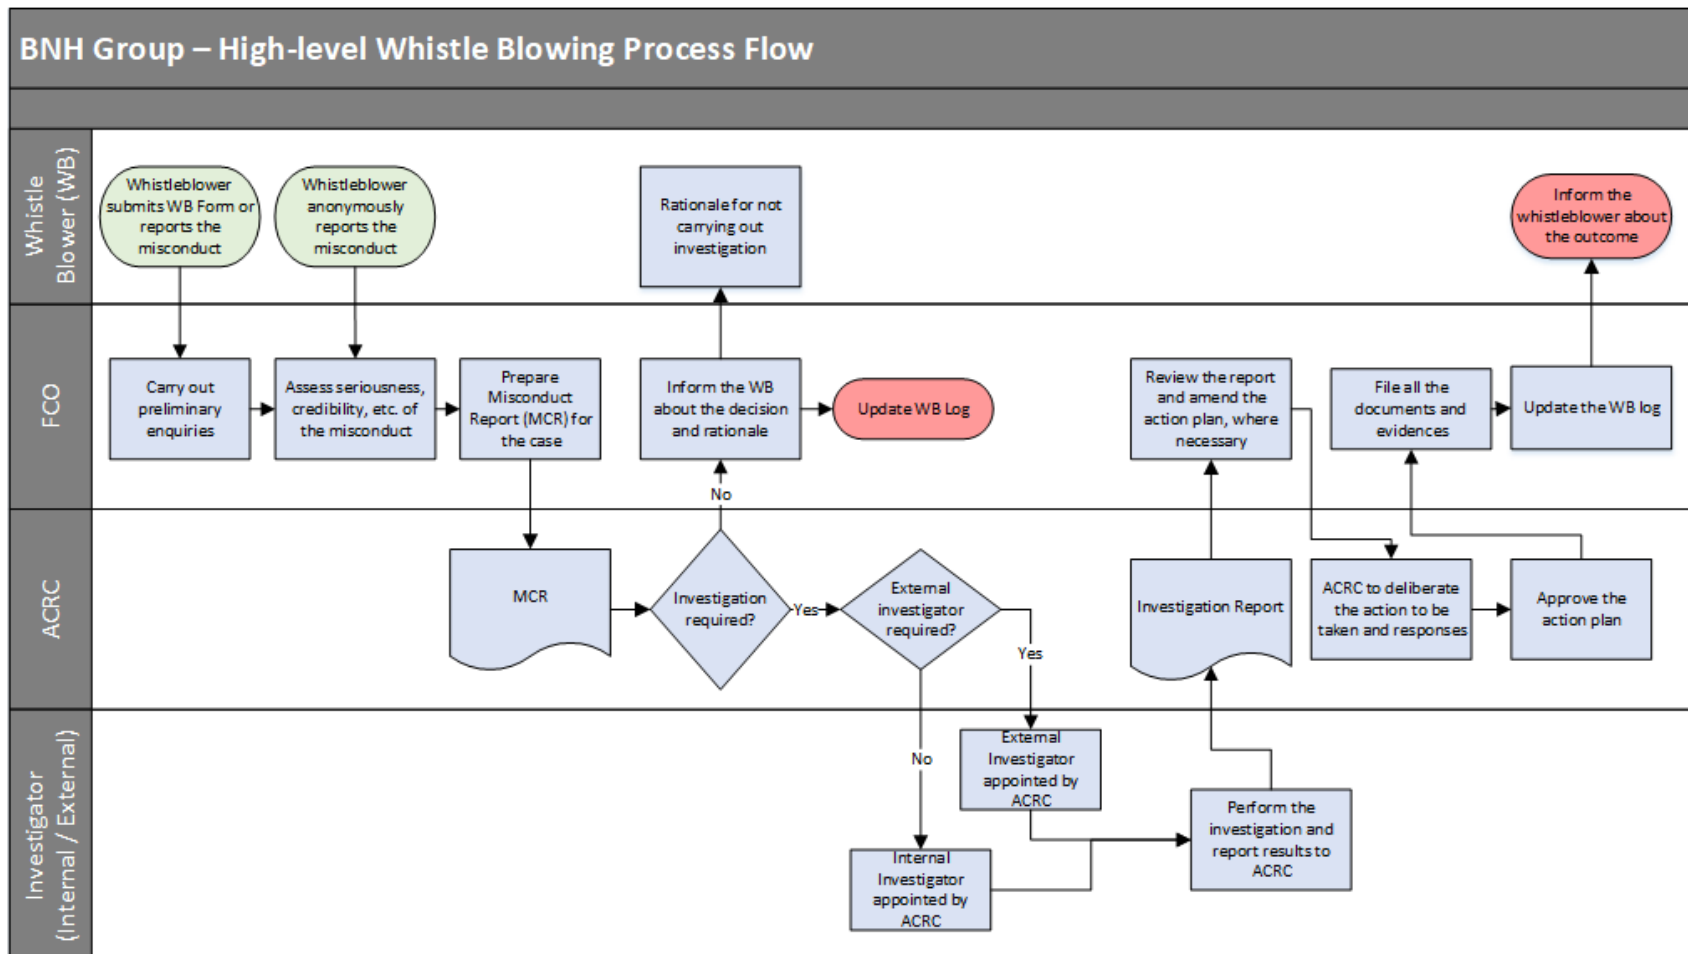 BNH Group – High-level Whistle Blowing Process Flow
Whistle
Blower (WB)
Whistleblower
submits WB Form or
reports the
misconduct
Whistleblower
anonymously
reports the
misconduct
Rationale for not
carrying out
investigation
Inform the
whistleblower about
the outcome
FCO
Carry out
preliminary
enquiries
Assess seriousness,
credibility, etc. of
the misconduct
Prepare
Misconduct
Report (MCR) for
the case
Inform the WB
about the decision
and rationale
Update WB Log
Review the report
and amend the
action plan, where
necessary
File all the
documents and
evidences
Update the WB log
No
ACRC
MCR
Investigation
required?
Yes
External
investigator
required?
Yes
Investigation Report
ACRC to deliberate
the action to be
taken and responses
Approve the
action plan
Investigator
(Internal / External)
No
External
Investigator
appointed by
ACRC
Internal
Investigator
appointed by
ACRC
Perform the
investigation and
report results to
ACRC